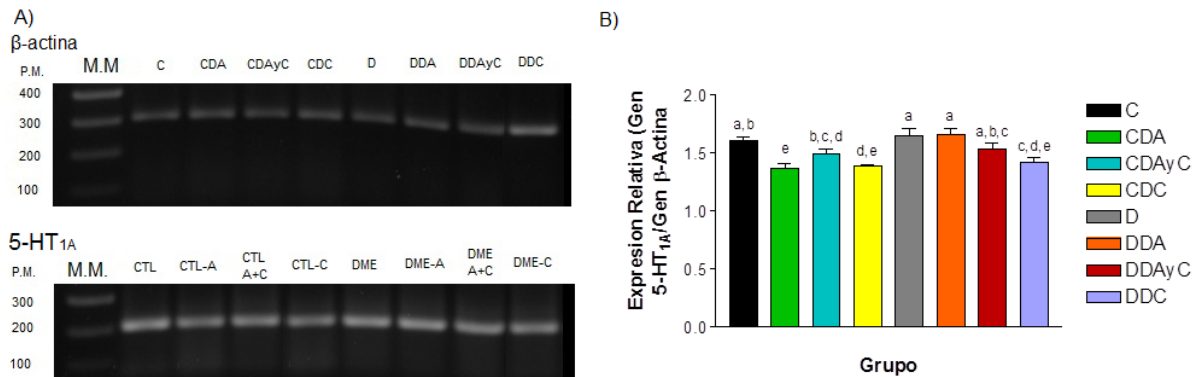 A)
β-actina
P.M. M.M C CDA CDAyC CDC D DDA DDAyC DDC
400
300
200
100
5-HT1A
P.M. M.M. CTL CTL-A CTL A+C CTL-C DME DME-A DME A+C DME-C
300
200
100
B)
Expresion Relativa (Gen
5-HT1A/Gen β-Actina
2.0
1.5
1.0
0.5
0.0
a,b
e
b,c,d
d,e
a
a
a,b,c
c,d,e
Grupo
C
CDA
CDAy C
CDC
D
DDA
DDAy C
DDC